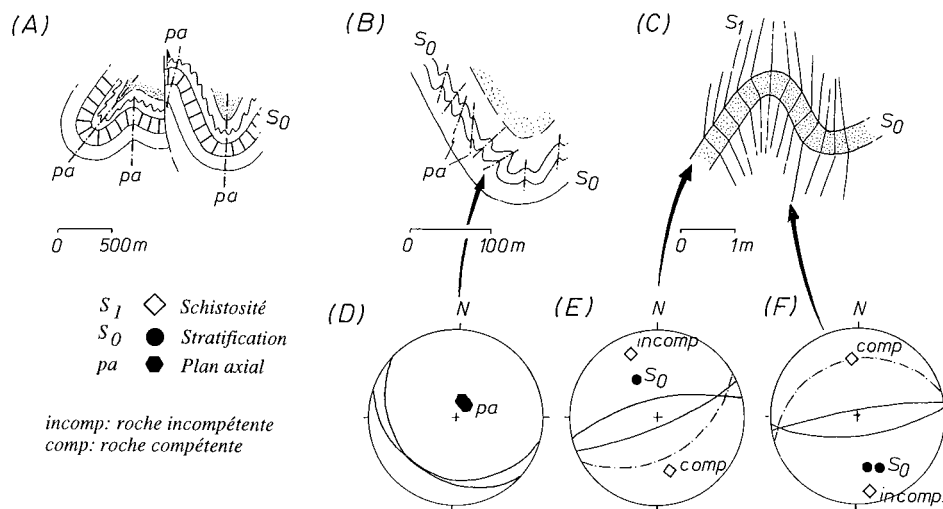 (A)
pa
S0
pa
pa
pa
0 500m
(B)
S0
pa
S0
0 100m
(C)
S1
S0
0 1m
S1 Schistosité
S0 Stratification
pa Plan axial
incomp: roche incompétente
comp: roche compétente
(D)
N
pa
(E)
N
incomp
S0
comp
(F)
N
comp
S0
incomp